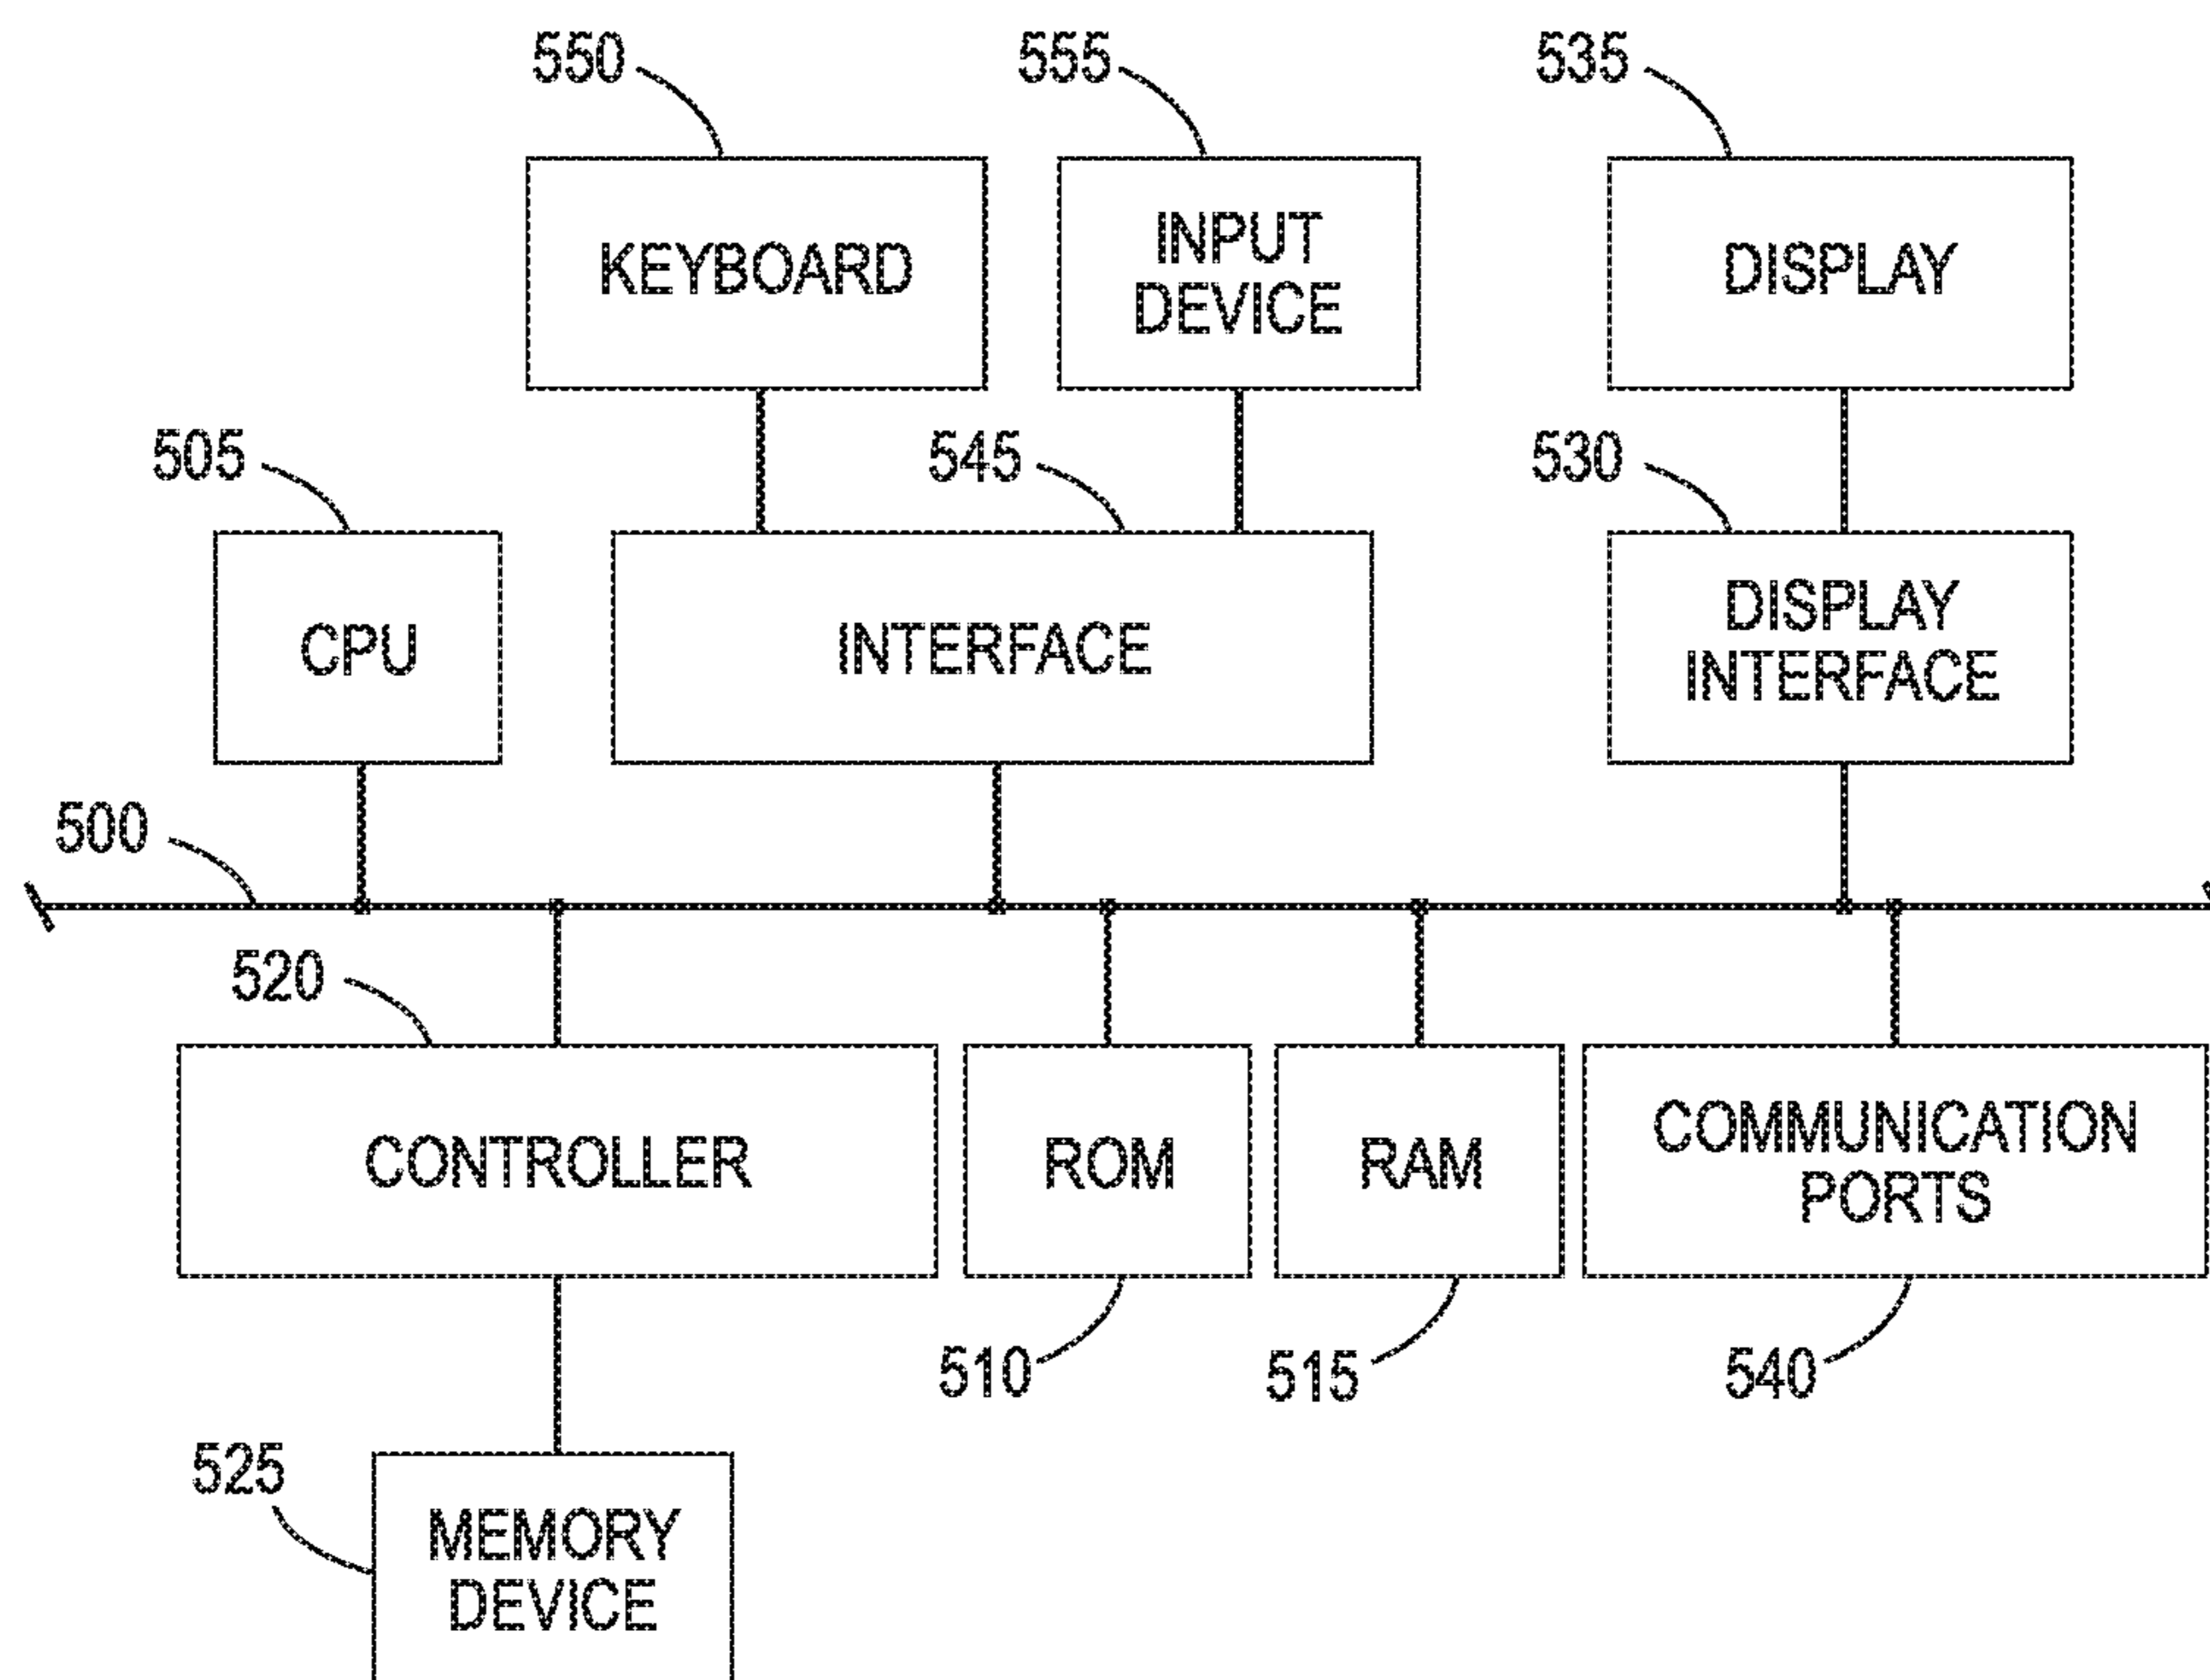 550
555
535
KEYBOARD
INPUT
DEVICE
DISPLAY
505
545
530
CPU
INTERFACE
DISPLAY
INTERFACE
500
520
CONTROLLER
ROM
RAM
COMMUNICATION
PORTS
510
515
540
525
MEMORY
DEVICE